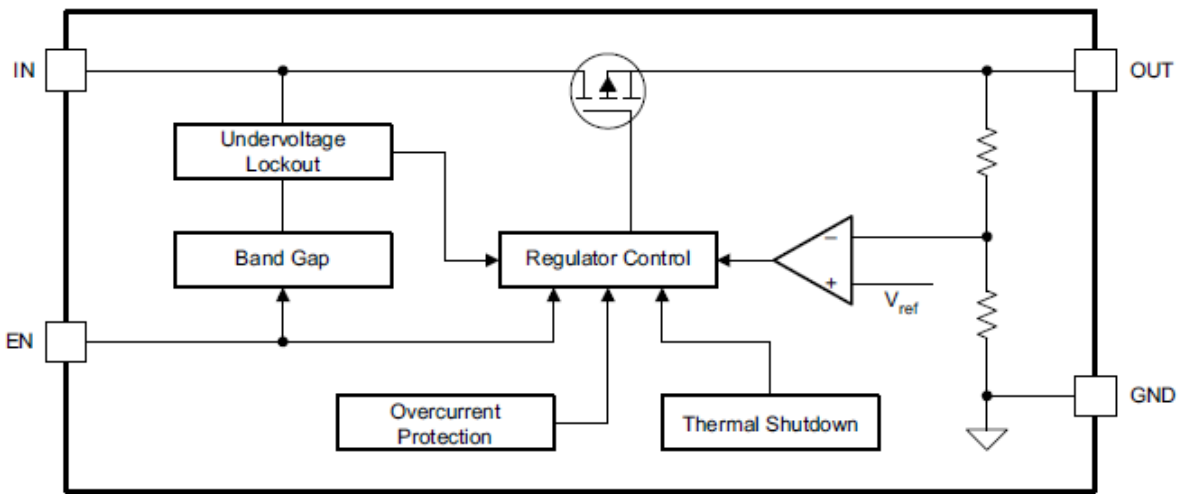 IN
OUT
Undervoltage
Lockout
Band Gap
Regulator Control
−
+
Vref
EN
Overcurrent
Protection
Thermal Shutdown
GND